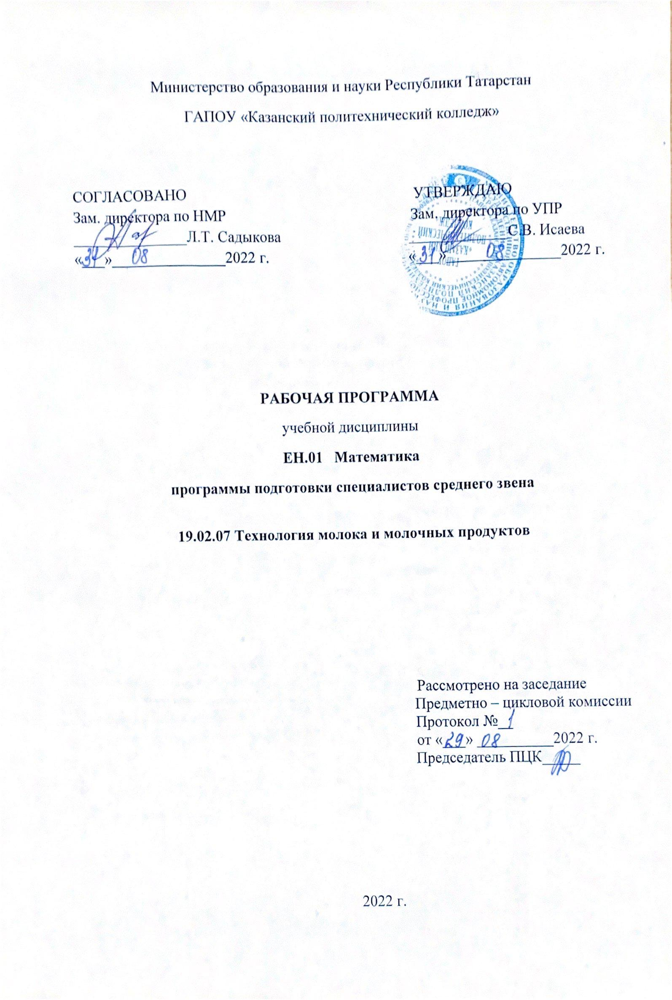 Министерство образования и науки Республики Татарстан
ГАПОУ «Казанский политехнический колледж»
СОГЛАСОВАНО
Зам. директора по НМР
_______________Л.Т. Садыкова
«31» 08 2022 г.
УТВЕРЖДАЮ
Зам. директора по УПР
_____________С.В. Исаева
«31» 08 2022 г.
РАБОЧАЯ ПРОГРАММА
учебной дисциплины
ЕН.01 Математика
программы подготовки специалистов среднего звена
19.02.07 Технология молока и молочных продуктов
Рассмотрено на заседание
Предметно – цикловой комиссии
Протокол № 1
от «29» 08 2022 г.
Председатель ПЦК_____
2022 г.